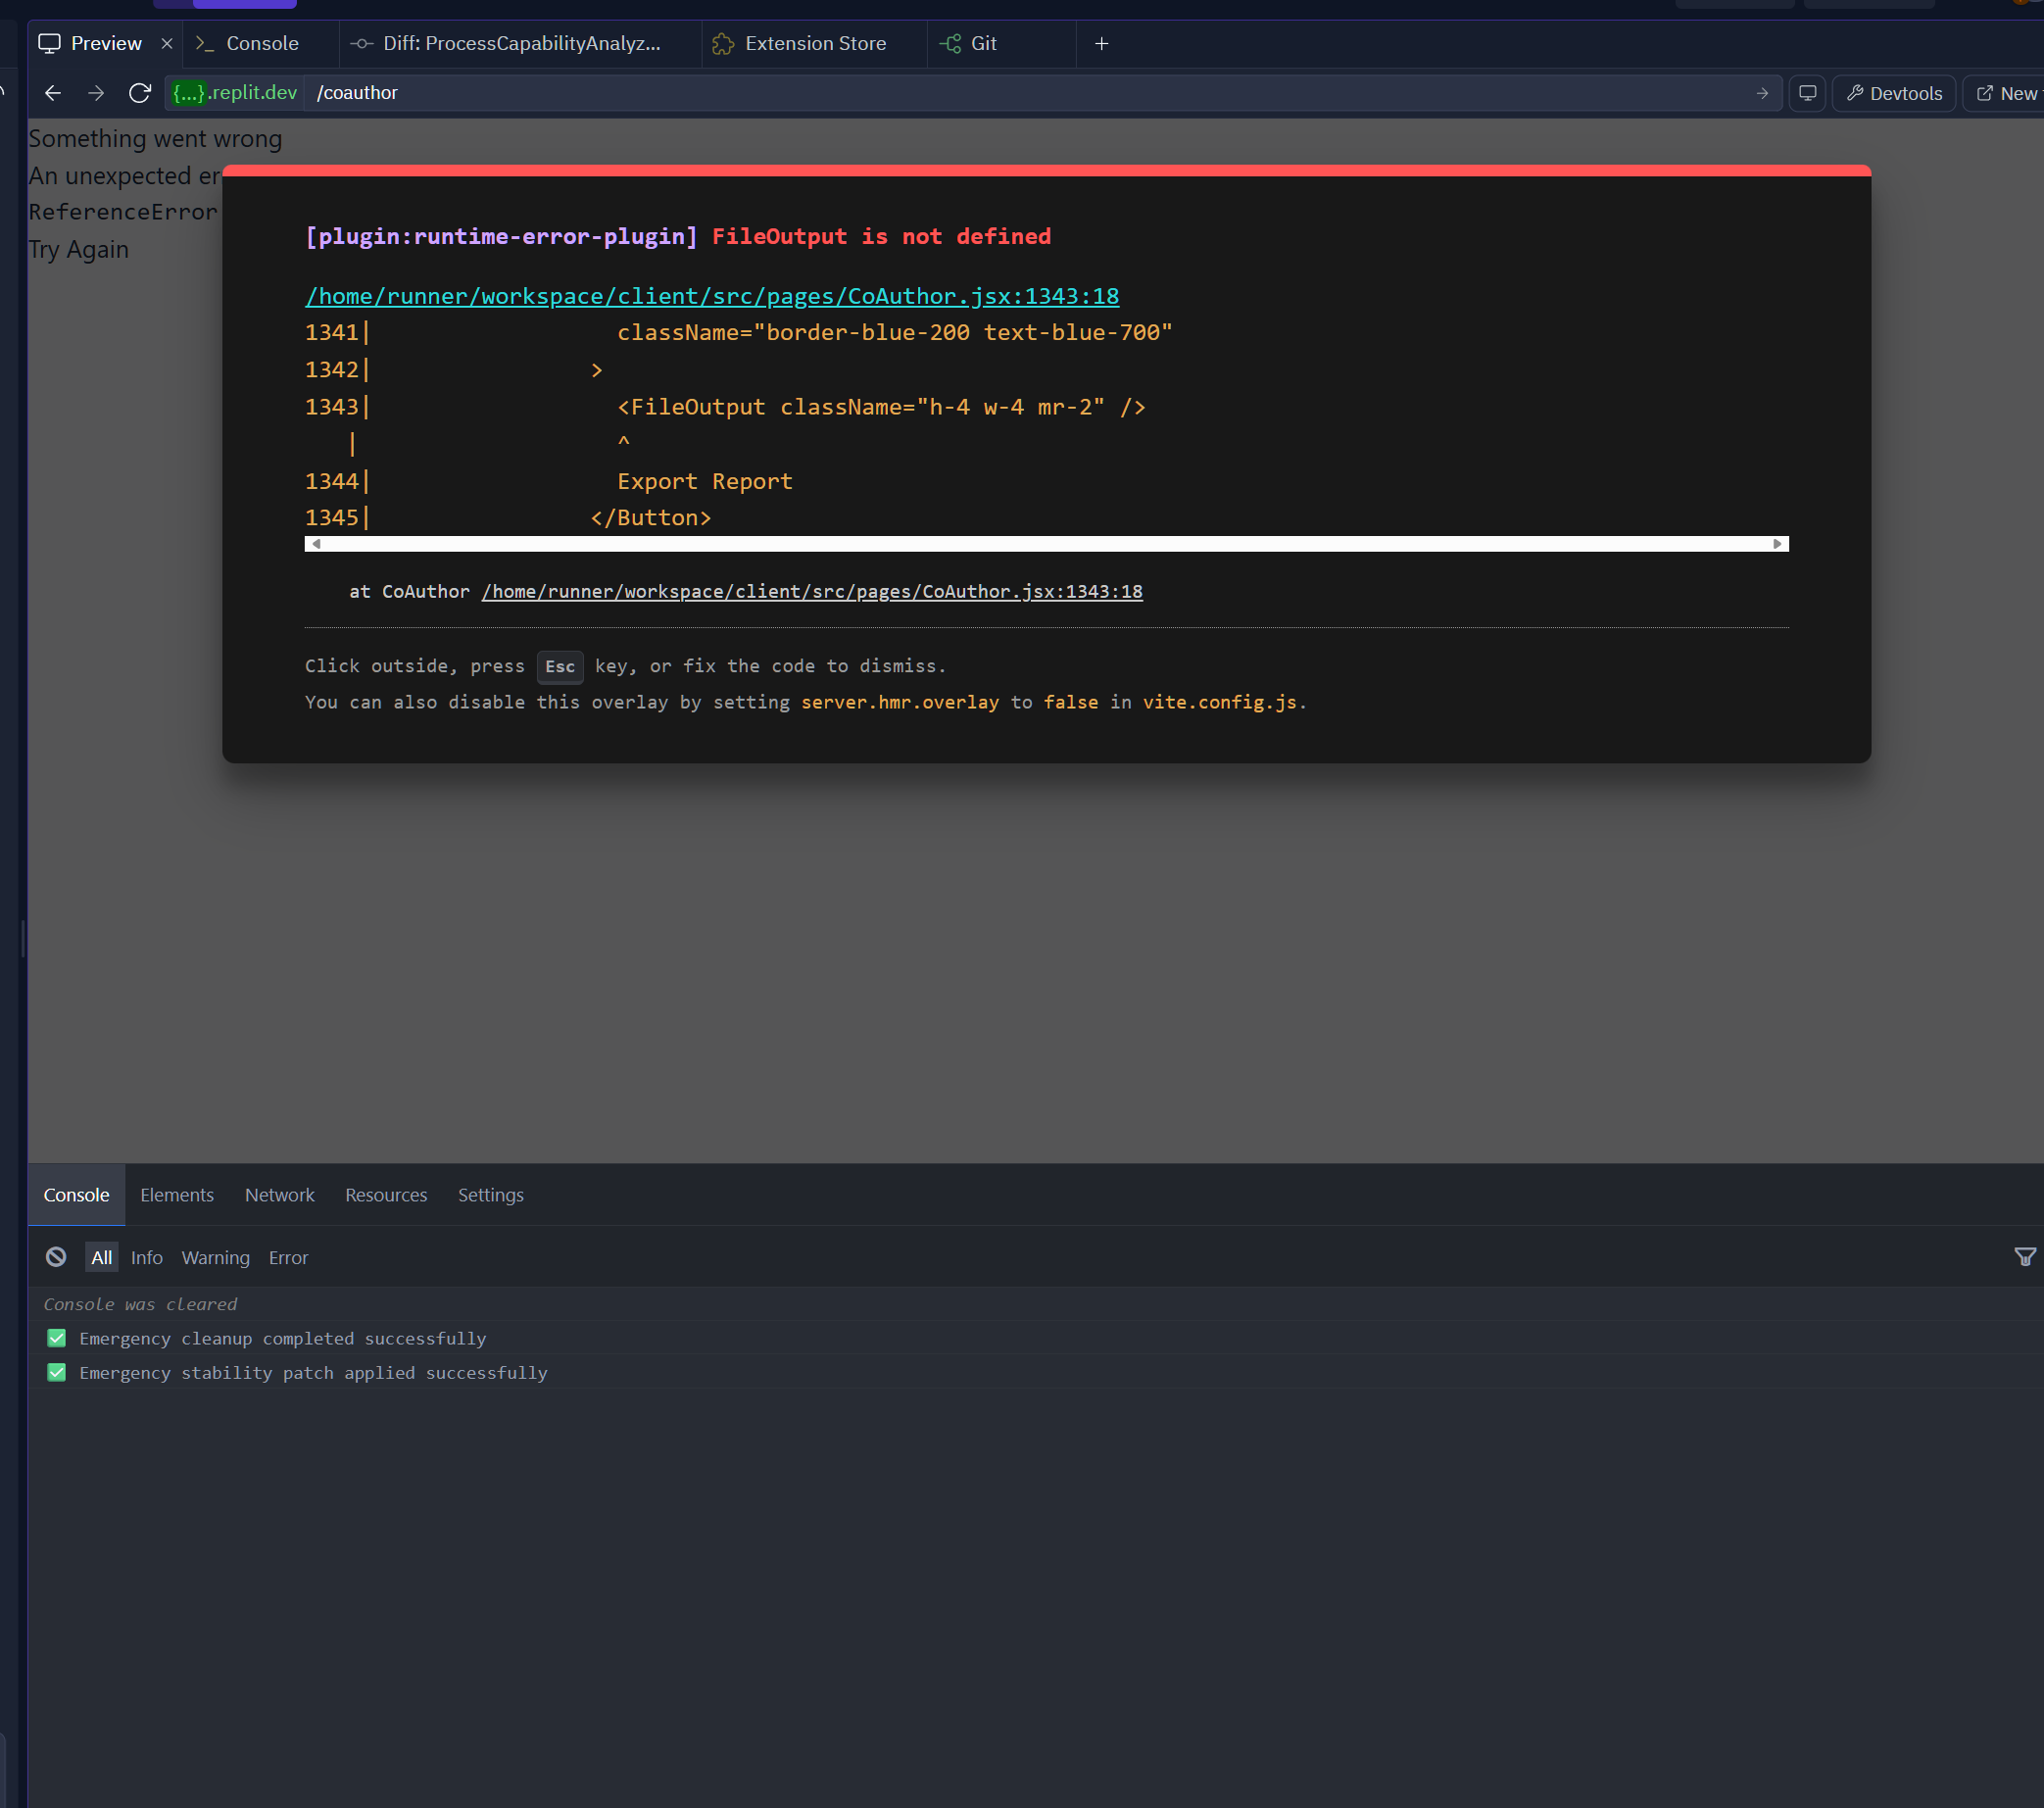 Preview
Console
Diff: ProcessCapabilityAnalyz...
Extension Store
Git
{...}.replit.dev /coauthor
Devtools
New
Something went wrong
An unexpected er
ReferenceError
Try Again
[plugin:runtime-error-plugin] FileOutput is not defined
/home/runner/workspace/client/src/pages/CoAuthor.jsx:1343:18
1341| className="border-blue-200 text-blue-700"
1342| >
1343| <FileOutput className="h-4 w-4 mr-2" />
| ^
1344| Export Report
1345| </Button>
at CoAuthor /home/runner/workspace/client/src/pages/CoAuthor.jsx:1343:18
Click outside, press Esc key, or fix the code to dismiss.
You can also disable this overlay by setting server.hmr.overlay to false in vite.config.js.
Console Elements Network Resources Settings
All Info Warning Error
Console was cleared
✅ Emergency cleanup completed successfully
✅ Emergency stability patch applied successfully